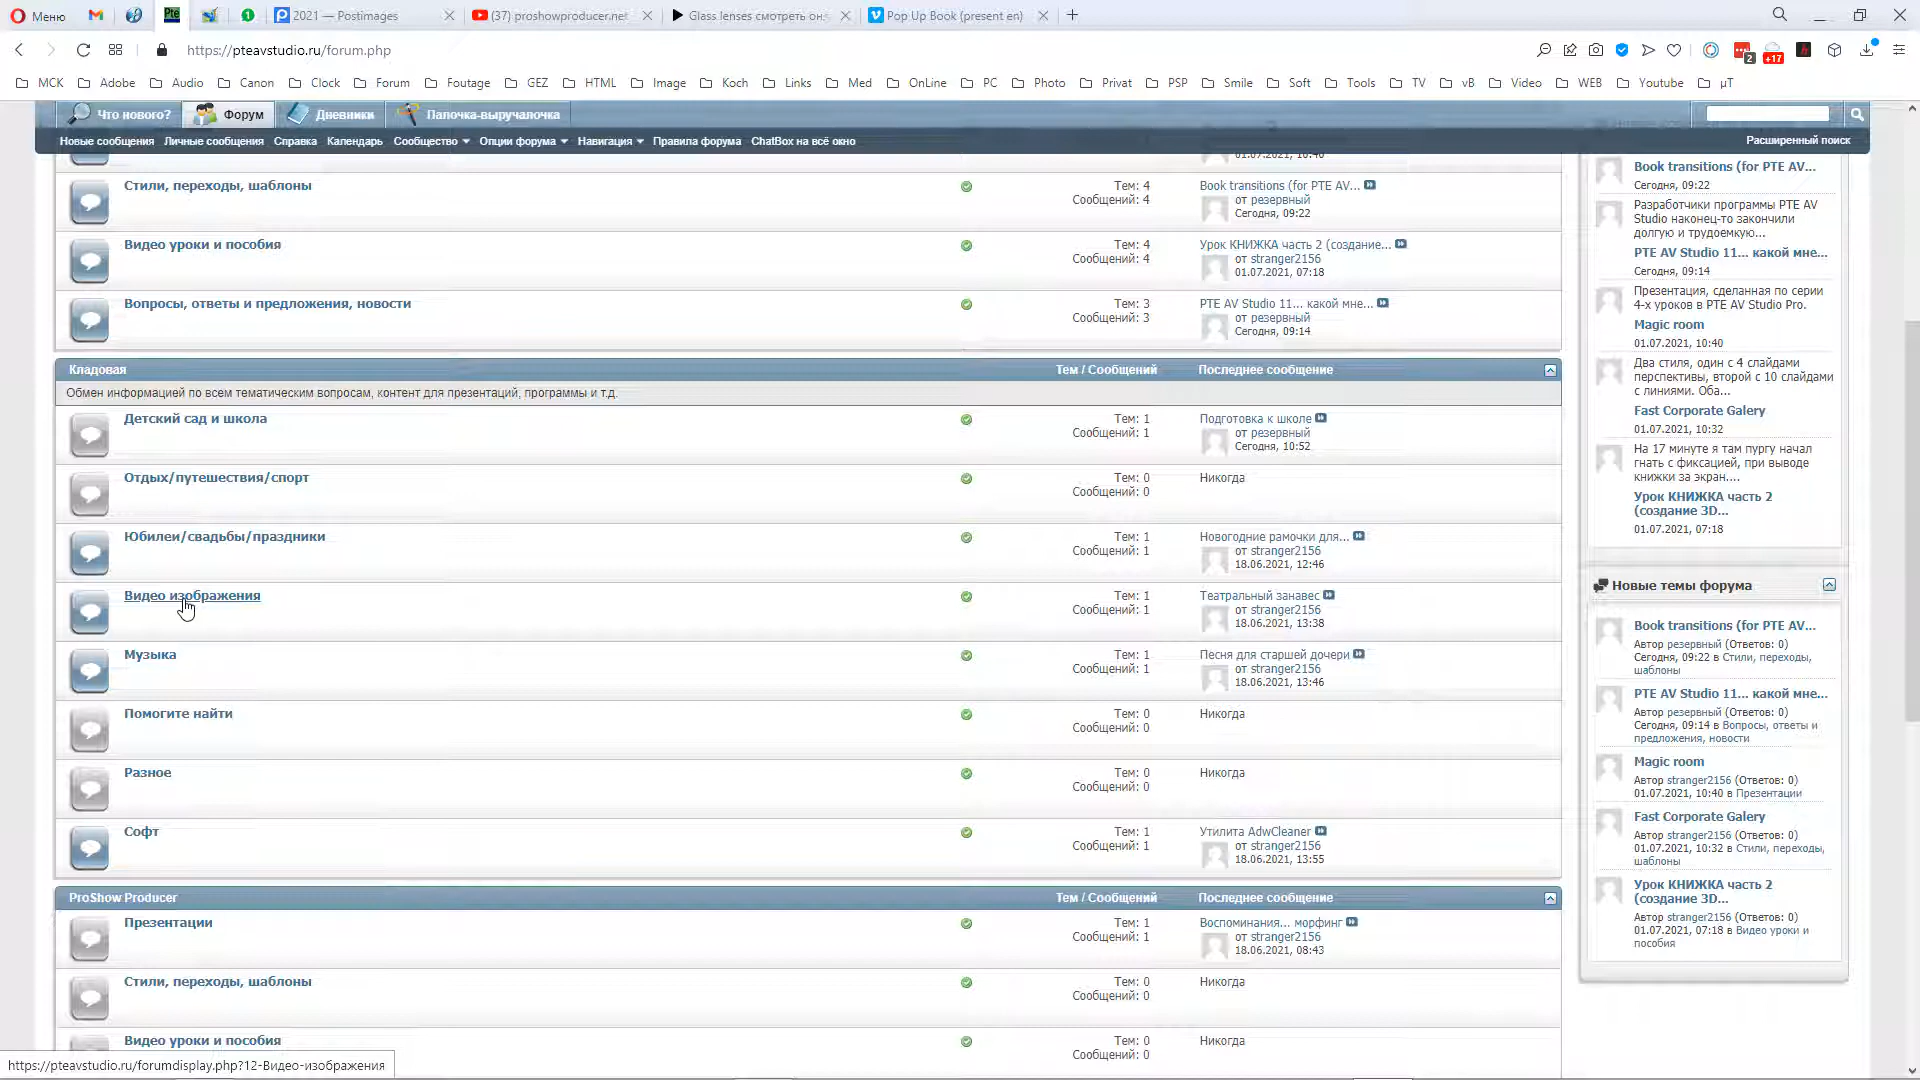 Меню
2021 — Postimages
(37) proshowproducer.net
Glass lenses смотреть он
Pop Up Book (present en)
https://pteavstudio.ru/forum.php
2
+17
МСК Adobe Audio Canon Clock Forum Foutage GEZ HTML Image Koch Links Med OnLine PC Photo Privat PSP Smile Soft Tools TV vB Video WEB Youtube µT
Что нового? Форум Дневники Папочка-выручалочка
Новые сообщения Личные сообщения Справка Календарь Сообщество Опции форума Навигация Правила форума ChatBox на всё окно Расширенный поиск
Стили, переходы, шаблоны
Тем: 4
Сообщений: 4
Book transitions (for PTE AV...
от резервный
Сегодня, 09:22
Видео уроки и пособия
Тем: 4
Сообщений: 4
Урок КНИЖКА часть 2 (создание...
от stranger2156
01.07.2021, 07:18
Вопросы, ответы и предложения, новости
Тем: 3
Сообщений: 3
PTE AV Studio 11... какой мне...
от резервный
Сегодня, 09:14
Кладовая Тем / Сообщений Последнее сообщение
Обмен информацией по всем тематическим вопросам, контент для презентаций, программы и т.д.
Детский сад и школа
Тем: 1
Сообщений: 1
Подготовка к школе
от резервный
Сегодня, 10:52
Отдых/путешествия/спорт
Тем: 0
Сообщений: 0
Никогда
Юбилеи/свадьбы/праздники
Тем: 1
Сообщений: 1
Новогодние рамочки для...
от stranger2156
18.06.2021, 12:46
Видео изображения
Тем: 1
Сообщений: 1
Театральный занавес
от stranger2156
18.06.2021, 13:38
Музыка
Тем: 1
Сообщений: 1
Песня для старшей дочери
от stranger2156
18.06.2021, 13:46
Помогите найти
Тем: 0
Сообщений: 0
Никогда
Разное
Тем: 0
Сообщений: 0
Никогда
Софт
Тем: 1
Сообщений: 1
Утилита AdwCleaner
от stranger2156
18.06.2021, 13:55
ProShow Producer Тем / Сообщений Последнее сообщение
Презентации
Тем: 1
Сообщений: 1
Воспоминания... морфинг
от stranger2156
18.06.2021, 08:43
Стили, переходы, шаблоны
Тем: 0
Сообщений: 0
Никогда
Видео уроки и пособия
Тем: 0
Сообщений: 0
Никогда
Book transitions (for PTE AV...
Сегодня, 09:22
Разработчики программы PTE AV
Studio наконец-то закончили
долгую и трудоемкую...
PTE AV Studio 11... какой мне...
Сегодня, 09:14
Презентация, сделанная по серии
4-х уроков в PTE AV Studio Pro.
Magic room
01.07.2021, 10:40
Два стиля, один с 4 слайдами
перспективы, второй с 10 слайдами
с линиями. Оба...
Fast Corporate Galery
01.07.2021, 10:32
На 17 минуте я там пургу начал
гнать с фиксацией, при выводе
книжки за экран....
Урок КНИЖКА часть 2
(создание 3D...
01.07.2021, 07:18
Новые темы форума
Book transitions (for PTE AV...
Автор резервный (Ответов: 0)
Сегодня, 09:22 в Стили, переходы,
шаблоны
PTE AV Studio 11... какой мне...
Автор резервный (Ответов: 0)
Сегодня, 09:14 в Вопросы, ответы и
предложения, новости
Magic room
Автор stranger2156 (Ответов: 0)
01.07.2021, 10:40 в Презентации
Fast Corporate Galery
Автор stranger2156 (Ответов: 0)
01.07.2021, 10:32 в Стили, переходы,
шаблоны
Урок КНИЖКА часть 2
(создание 3D...
Автор stranger2156 (Ответов: 0)
01.07.2021, 07:18 в Видео уроки и
пособия
https://pteavstudio.ru/forumdisplay.php?12-Видео-изображения